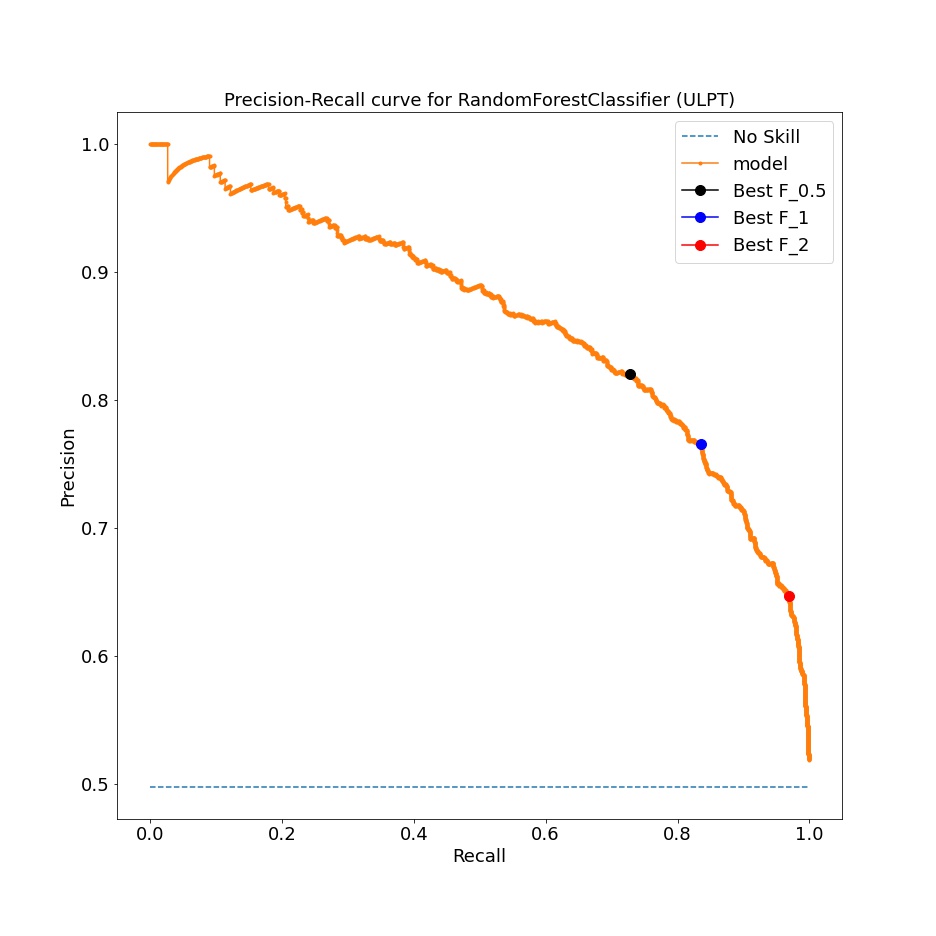 Precision-Recall curve for RandomForestClassifier (ULPT)
No Skill
model
Best F_0.5
Best F_1
Best F_2
1.0
0.9
0.8
0.7
0.6
0.5
Precision
0.0 0.2 0.4 0.6 0.8 1.0
Recall